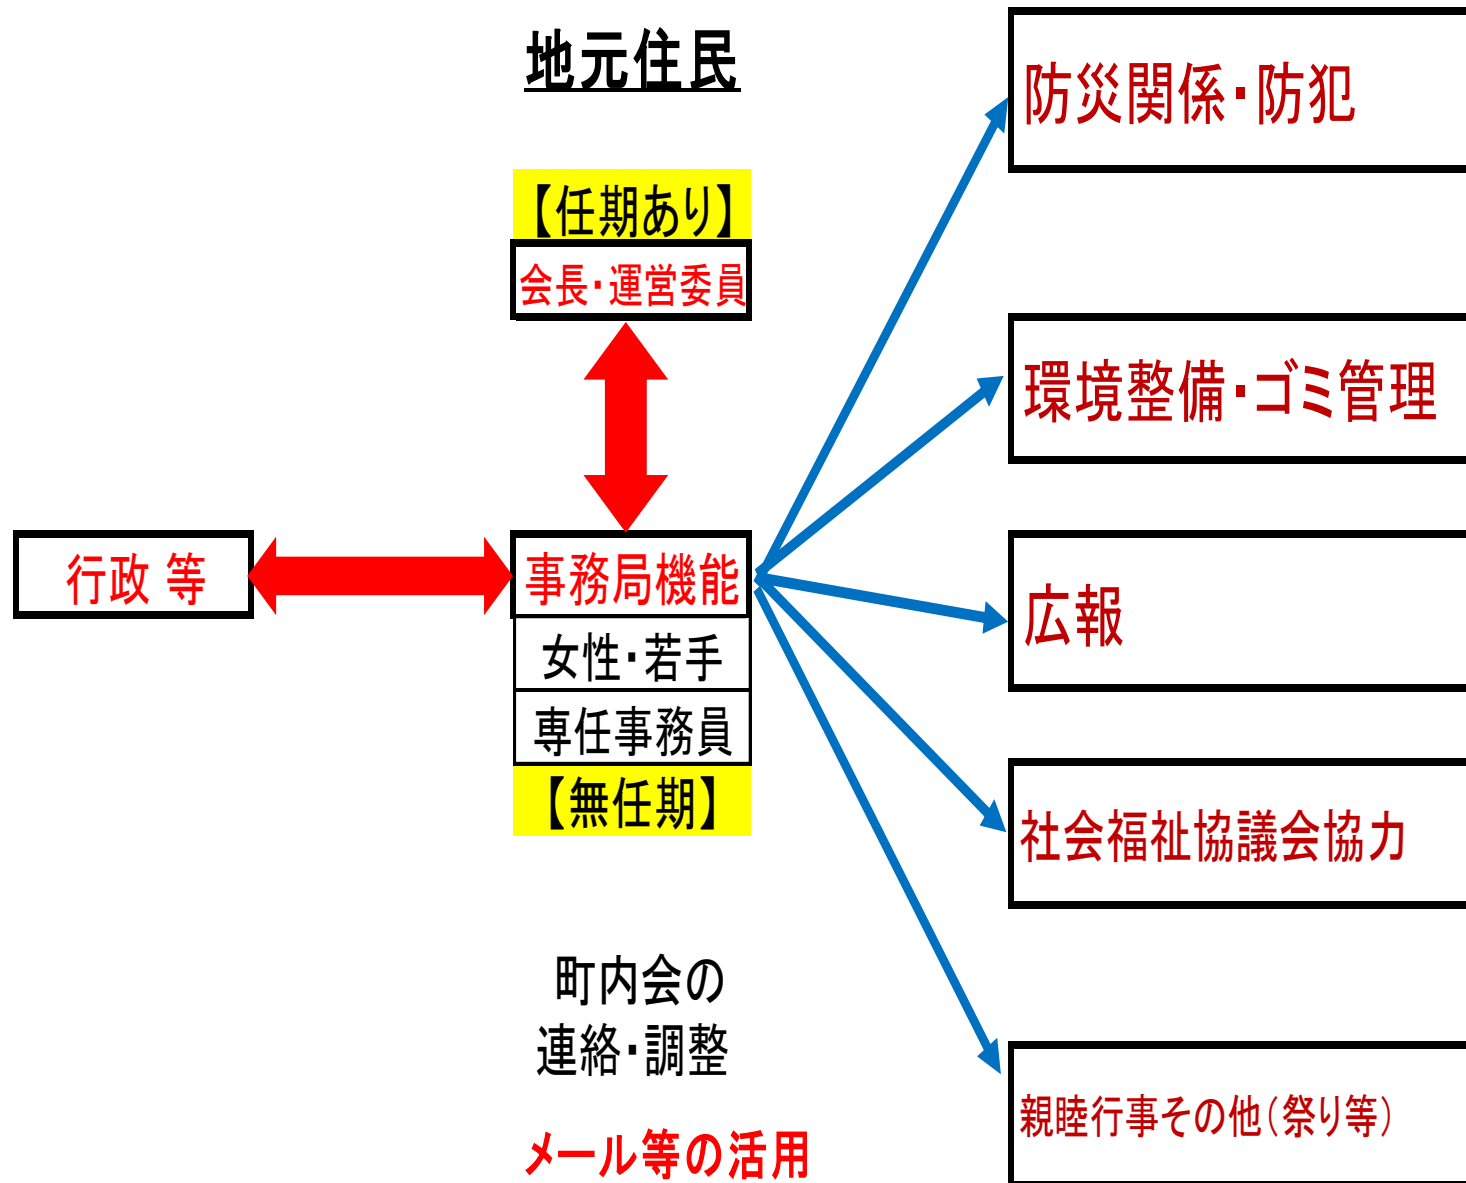 地元住民
【任期あり】
会長・運営委員
行政 等
事務局機能
女性・若手
専任事務員
【無任期】
町内会の
連絡・調整
メール等の活用
防災関係・防犯
環境整備・ゴミ管理
広報
社会福祉協議会協力
親睦行事その他（祭り等）